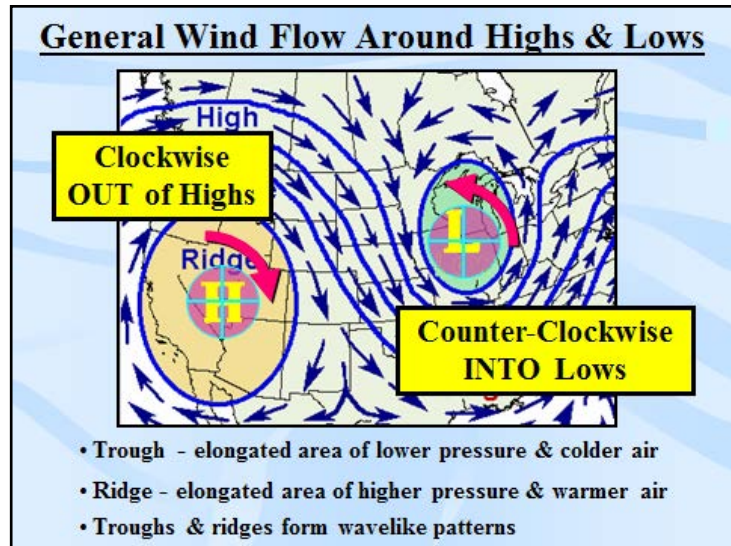 General Wind Flow Around Highs & Lows
High
Clockwise
OUT of Highs
Ridge
H
L
Counter-Clockwise
INTO Lows
• Trough - elongated area of lower pressure & colder air
• Ridge - elongated area of higher pressure & warmer air
• Troughs & ridges form wavelike patterns